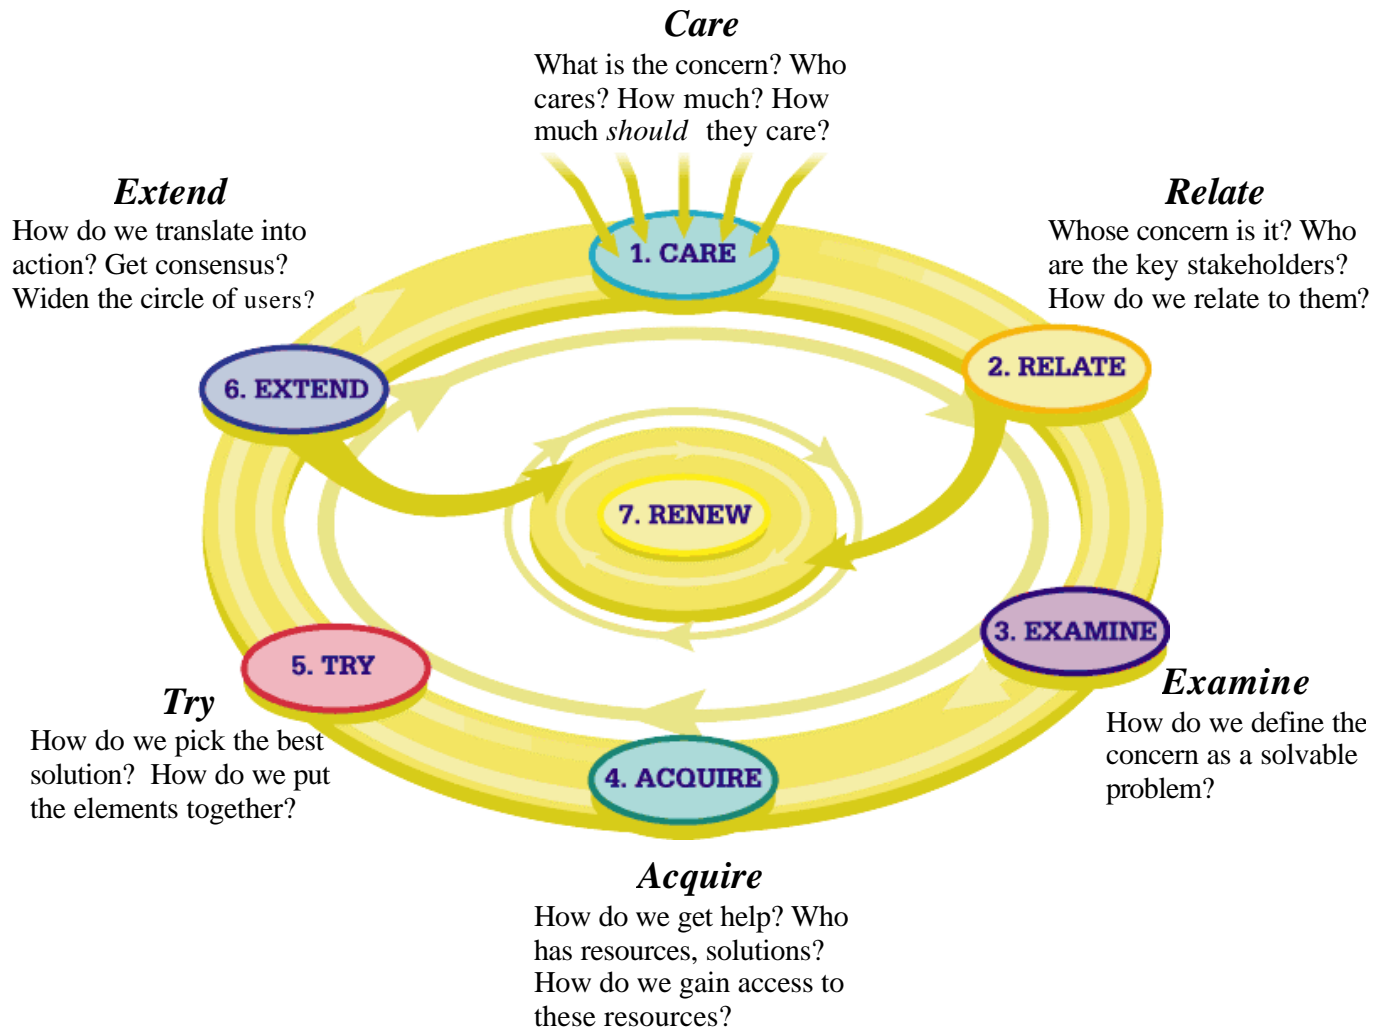 Care
What is the concern? Who
cares? How much? How
much should they care?
Extend
How do we translate into
action? Get consensus?
Widen the circle of users?
Relate
Whose concern is it? Who
are the key stakeholders?
How do we relate to them?
1. CARE
2. RELATE
6. EXTEND
7. RENEW
3. EXAMINE
5. TRY
4. ACQUIRE
Examine
How do we define the
concern as a solvable
problem?
Try
How do we pick the best
solution? How do we put
the elements together?
Acquire
How do we get help? Who
has resources, solutions?
How do we gain access to
these resources?